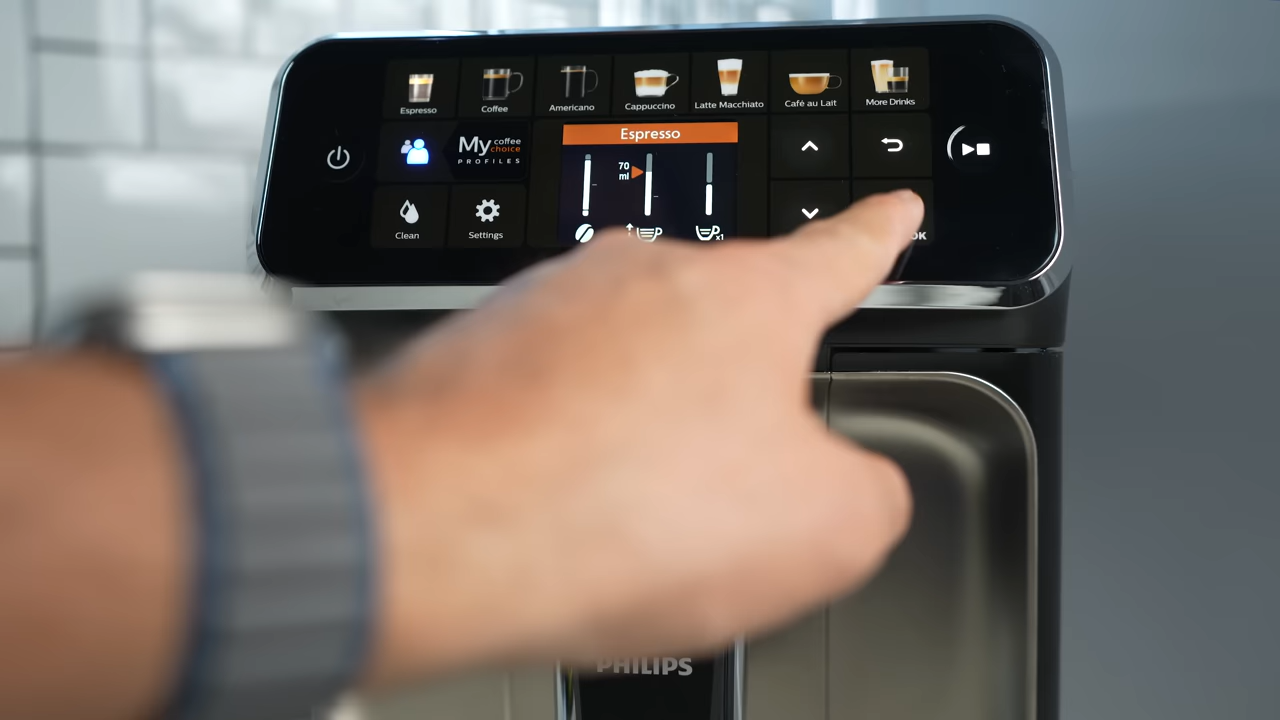 Espresso
Coffee
Americano
Cappuccino
Latte Macchiato
Café au Lait
More Drinks
My coffee choice
PROFILES
Espresso
70
ml
x1
Clean
Settings
OK
PHILIPS